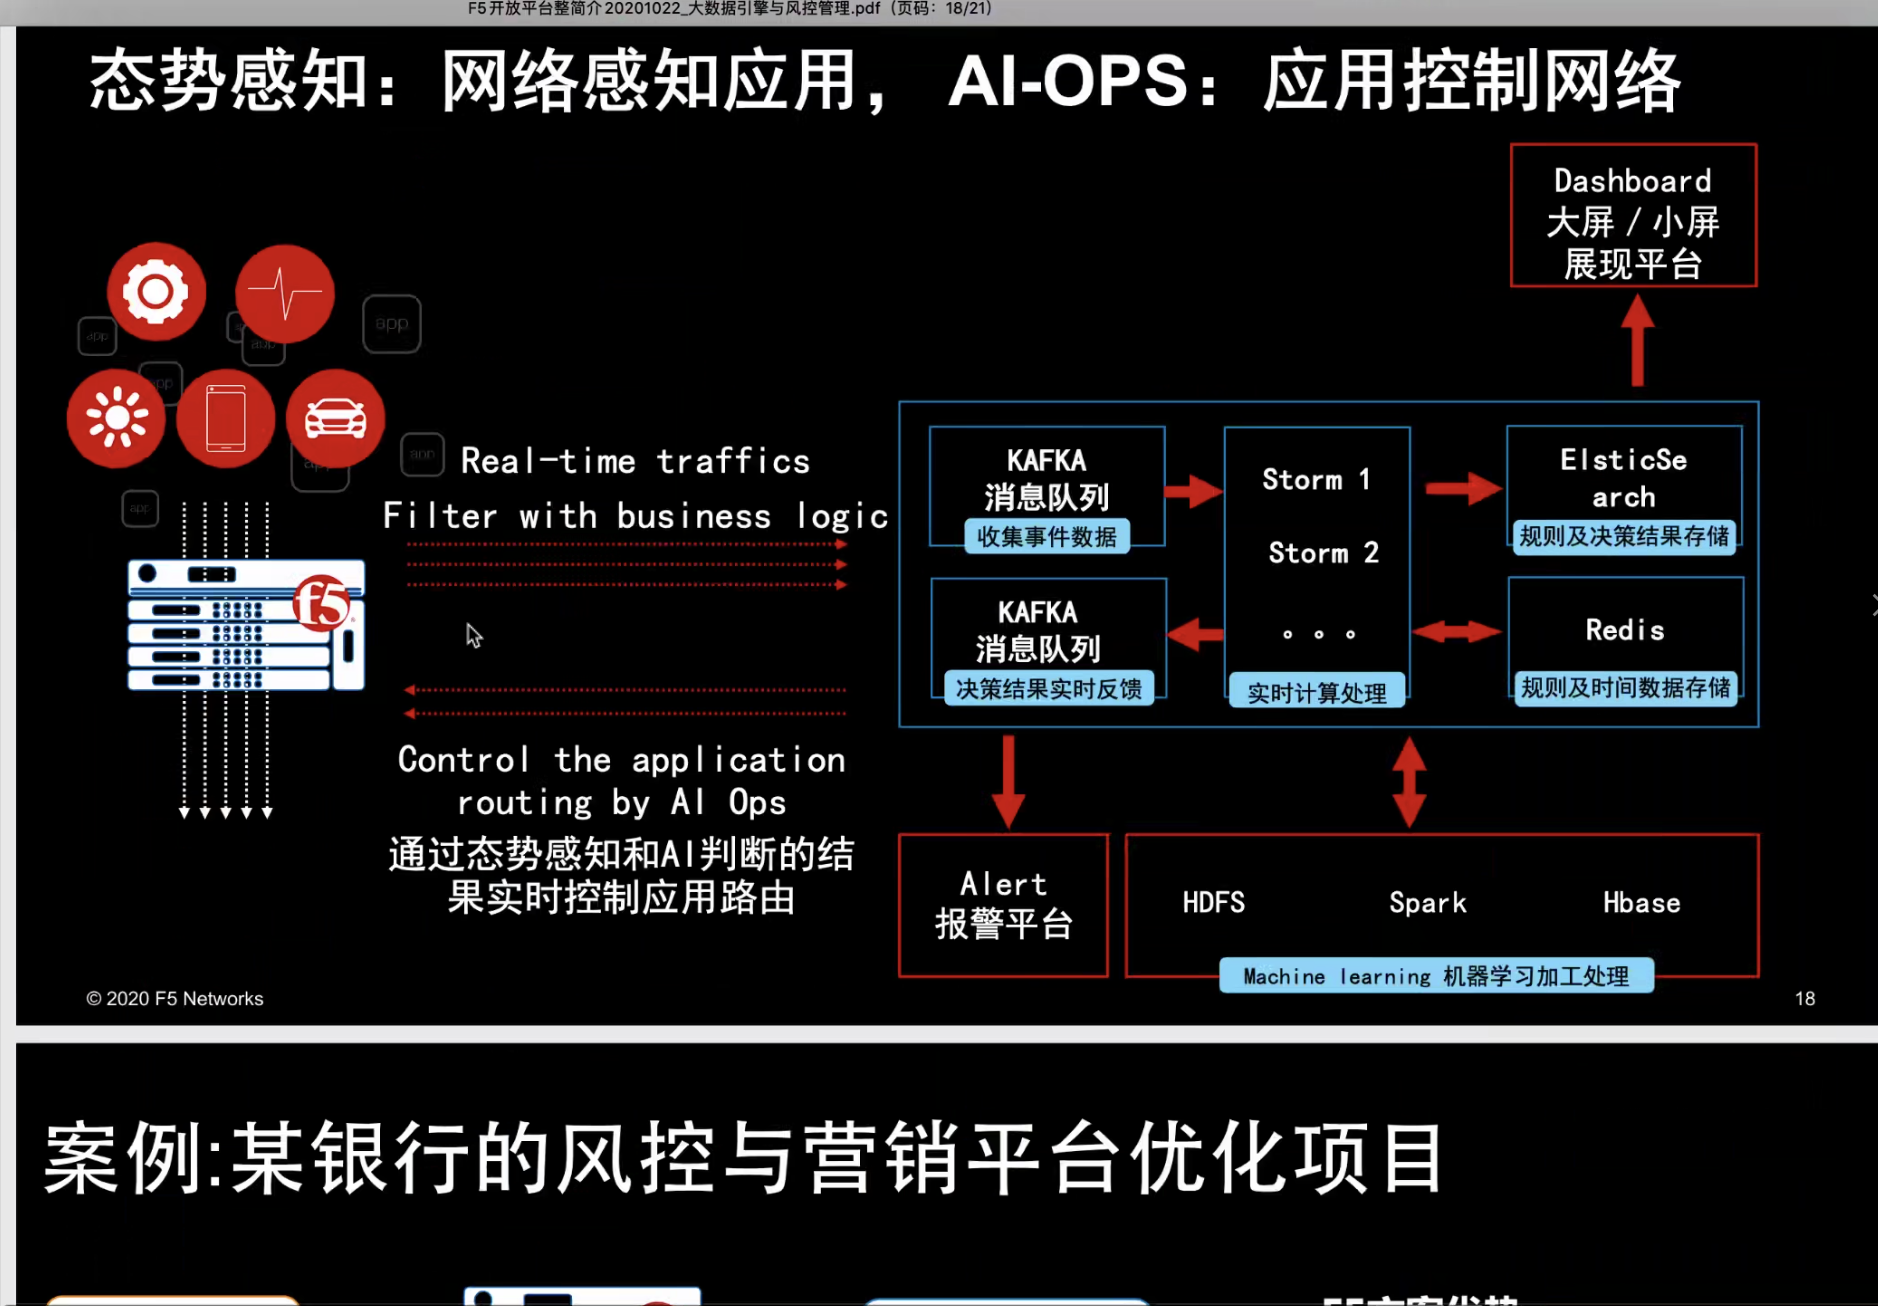 F5开放平台整简介20201022_大数据引擎与风控管理.pdf（页码：18/21）
态势感知：网络感知应用， AI-OPS：应用控制网络
Dashboard
大屏 / 小屏
展现平台
app
app
app
app
app
app
Real-time traffics
Filter with business logic
f5
Control the application
routing by AI Ops
通过态势感知和AI判断的结
果实时控制应用路由
KAFKA
消息队列
收集事件数据
KAFKA
消息队列
决策结果实时反馈
Storm 1
Storm 2
。。。
实时计算处理
ElsticSe
arch
规则及决策结果存储
Redis
规则及时间数据存储
Alert
报警平台
HDFS Spark Hbase
Machine learning 机器学习加工处理
© 2020 F5 Networks
18
案例:某银行的风控与营销平台优化项目